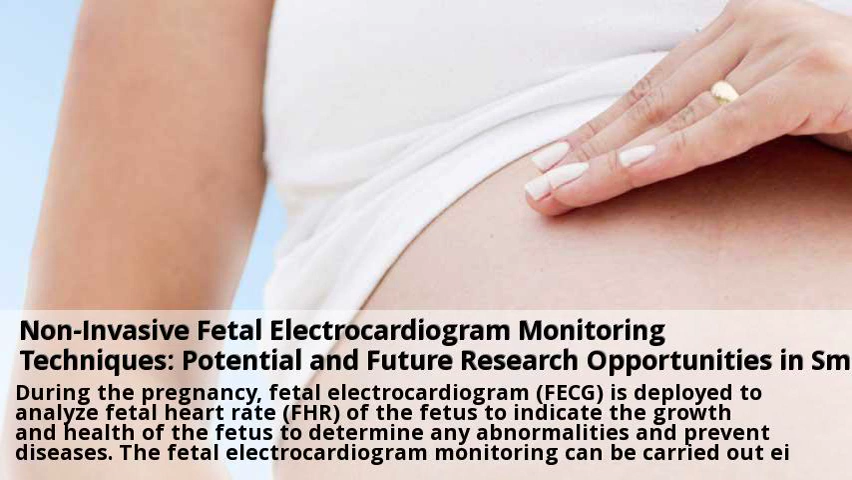 Non-Invasive Fetal Electrocardiogram Monitoring
Techniques: Potential and Future Research Opportunities in Sm
During the pregnancy, fetal electrocardiogram (FECG) is deployed to
analyze fetal heart rate (FHR) of the fetus to indicate the growth
and health of the fetus to determine any abnormalities and prevent
diseases. The fetal electrocardiogram monitoring can be carried out ei